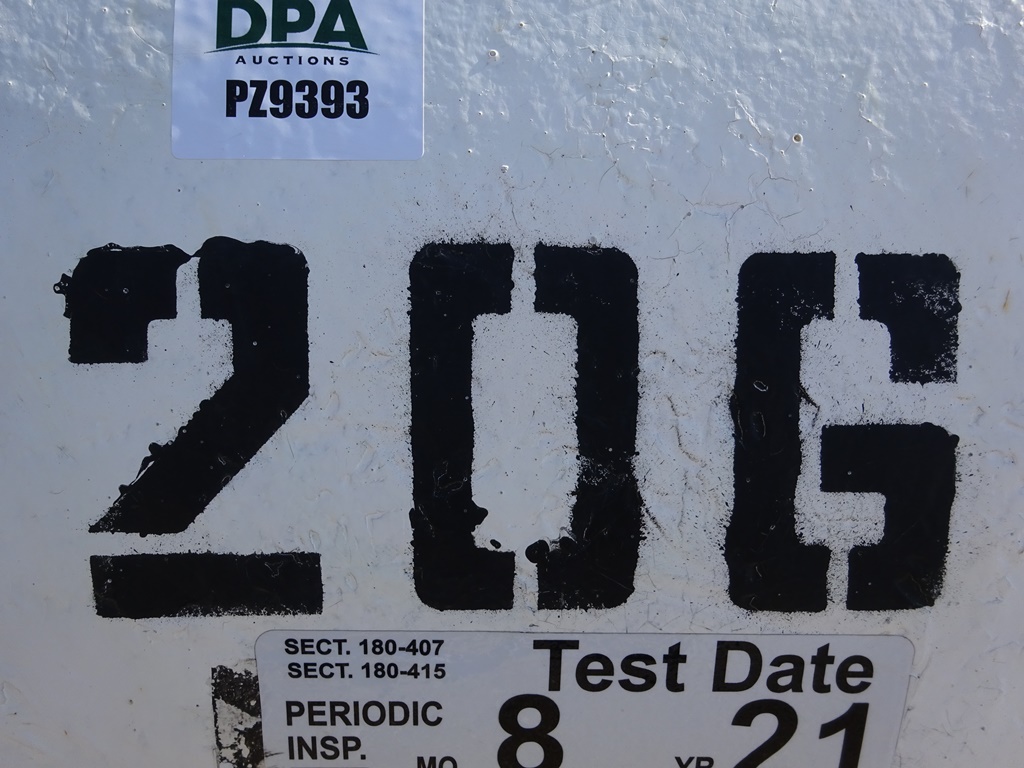 DPA
AUCTIONS
PZ9393
206
SECT. 180-407
SECT. 180-415
Test Date
PERIODIC
INSP.
MO 8 YR 21